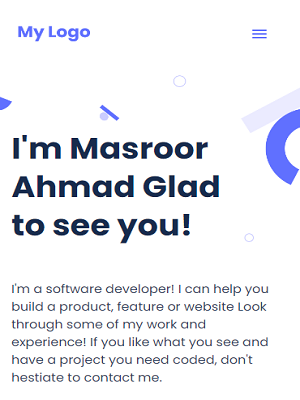 My Logo
I'm Masroor
Ahmad Glad
to see you!
I'm a software developer! I can help you
build a product, feature or website Look
through some of my work and
experience! If you like what you see and
have a project you need coded, don't
hestiate to contact me.